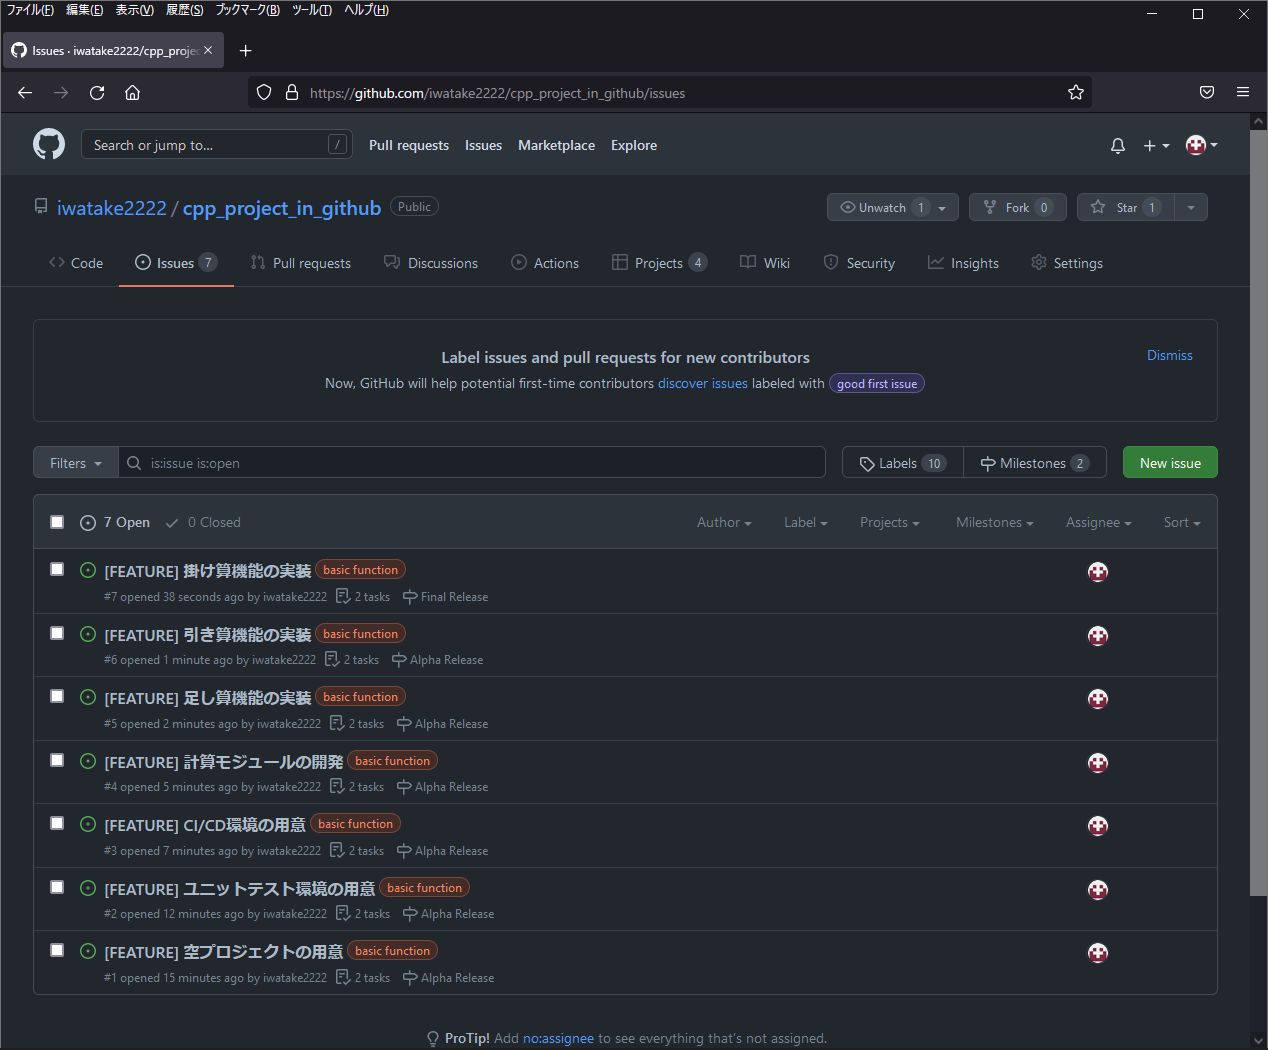 ファイル(F) 編集(E) 表示(V) 履歴(S) ブックマーク(B) ツール(T) ヘルプ(H)
Issues · iwatake2222/cpp_proje
https://github.com/iwatake2222/cpp_project_in_github/issues
Search or jump to... / Pull requests Issues Marketplace Explore
iwatake2222 / cpp_project_in_github Public Unwatch 1 Fork 0 Star 1
Code Issues 7 Pull requests Discussions Actions Projects 4 Wiki Security Insights Settings
Label issues and pull requests for new contributors Dismiss
Now, GitHub will help potential first-time contributors discover issues labeled with good first issue
Filters is:issue is:open Labels 10 Milestones 2 New issue
7 Open 0 Closed Author Label Projects Milestones Assignee Sort
[FEATURE] 掛け算機能の実装 basic function
#7 opened 38 seconds ago by iwatake2222 2 tasks Final Release
[FEATURE] 引き算機能の実装 basic function
#6 opened 1 minute ago by iwatake2222 2 tasks Alpha Release
[FEATURE] 足し算機能の実装 basic function
#5 opened 2 minutes ago by iwatake2222 2 tasks Alpha Release
[FEATURE] 計算モジュールの開発 basic function
#4 opened 5 minutes ago by iwatake2222 2 tasks Alpha Release
[FEATURE] CI/CD環境の用意 basic function
#3 opened 7 minutes ago by iwatake2222 2 tasks Alpha Release
[FEATURE] ユニットテスト環境の用意 basic function
#2 opened 12 minutes ago by iwatake2222 2 tasks Alpha Release
[FEATURE] 空プロジェクトの用意 basic function
#1 opened 15 minutes ago by iwatake2222 2 tasks Alpha Release
ProTip! Add no:assignee to see everything that's not assigned.